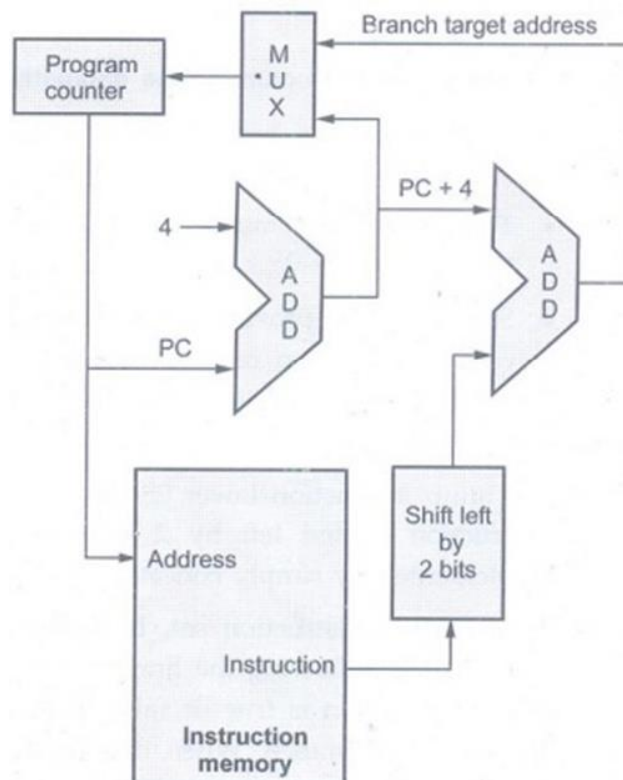 Branch target address
Program
counter
M
U
X
PC + 4
4
A
D
D
A
D
D
PC
Shift left
by
2 bits
Address
Instruction
Instruction
memory